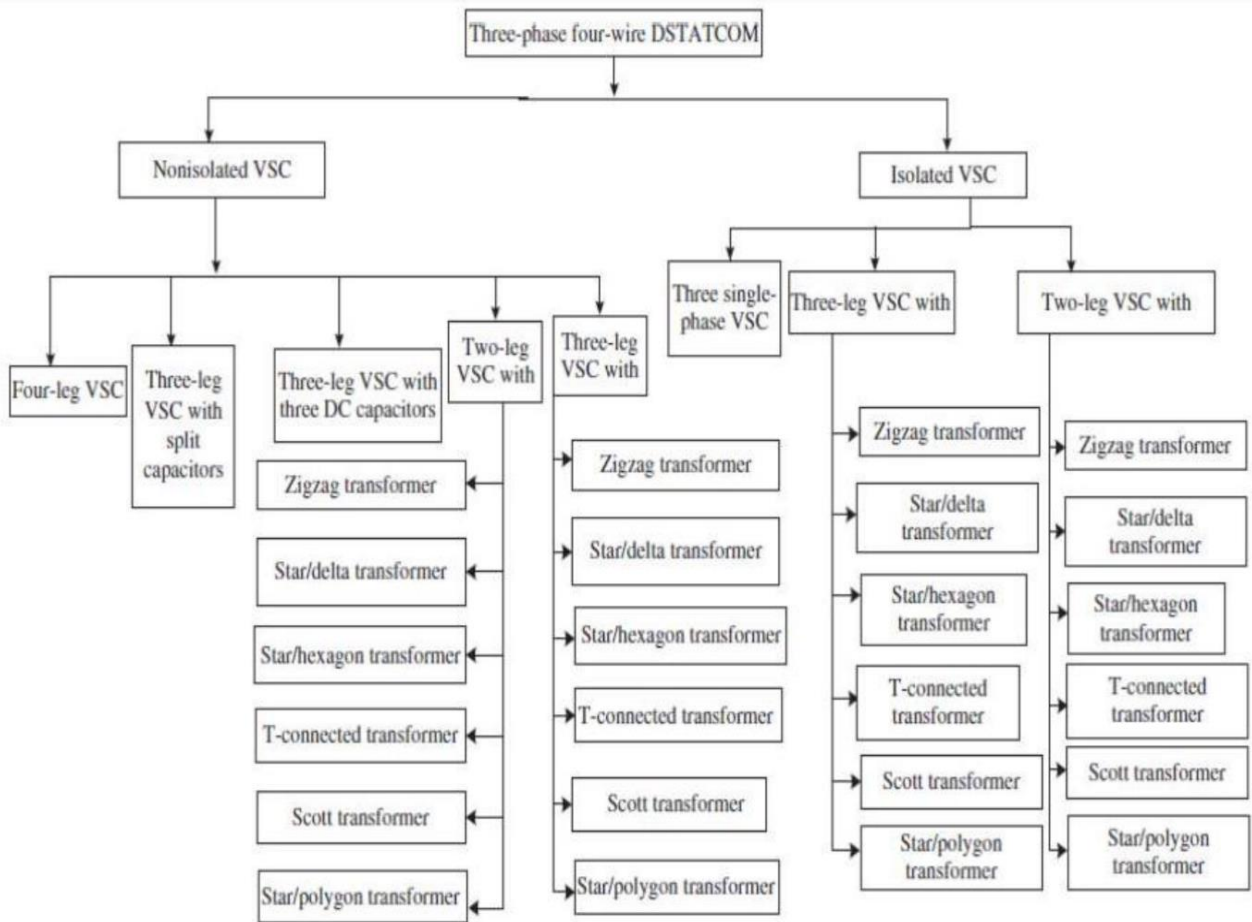 Three-phase four-wire DSTATCOM
Nonisolated VSC
Isolated VSC
Four-leg VSC
Three-leg
VSC with
split
capacitors
Three-leg VSC with
three DC capacitors
Two-leg
VSC with
Three-leg
VSC with
Three single-
phase VSC
Three-leg VSC with
Two-leg VSC with
Zigzag transformer
Star/delta transformer
Star/hexagon transformer
T-connected transformer
Scott transformer
Star/polygon transformer
Zigzag transformer
Star/delta transformer
Star/hexagon transformer
T-connected transformer
Scott transformer
Star/polygon transformer
Zigzag transformer
Star/delta
transformer
Star/hexagon
transformer
T-connected
transformer
Scott transformer
Star/polygon
transformer
Zigzag transformer
Star/delta
transformer
Star/hexagon
transformer
T-connected
transformer
Scott transformer
Star/polygon
transformer